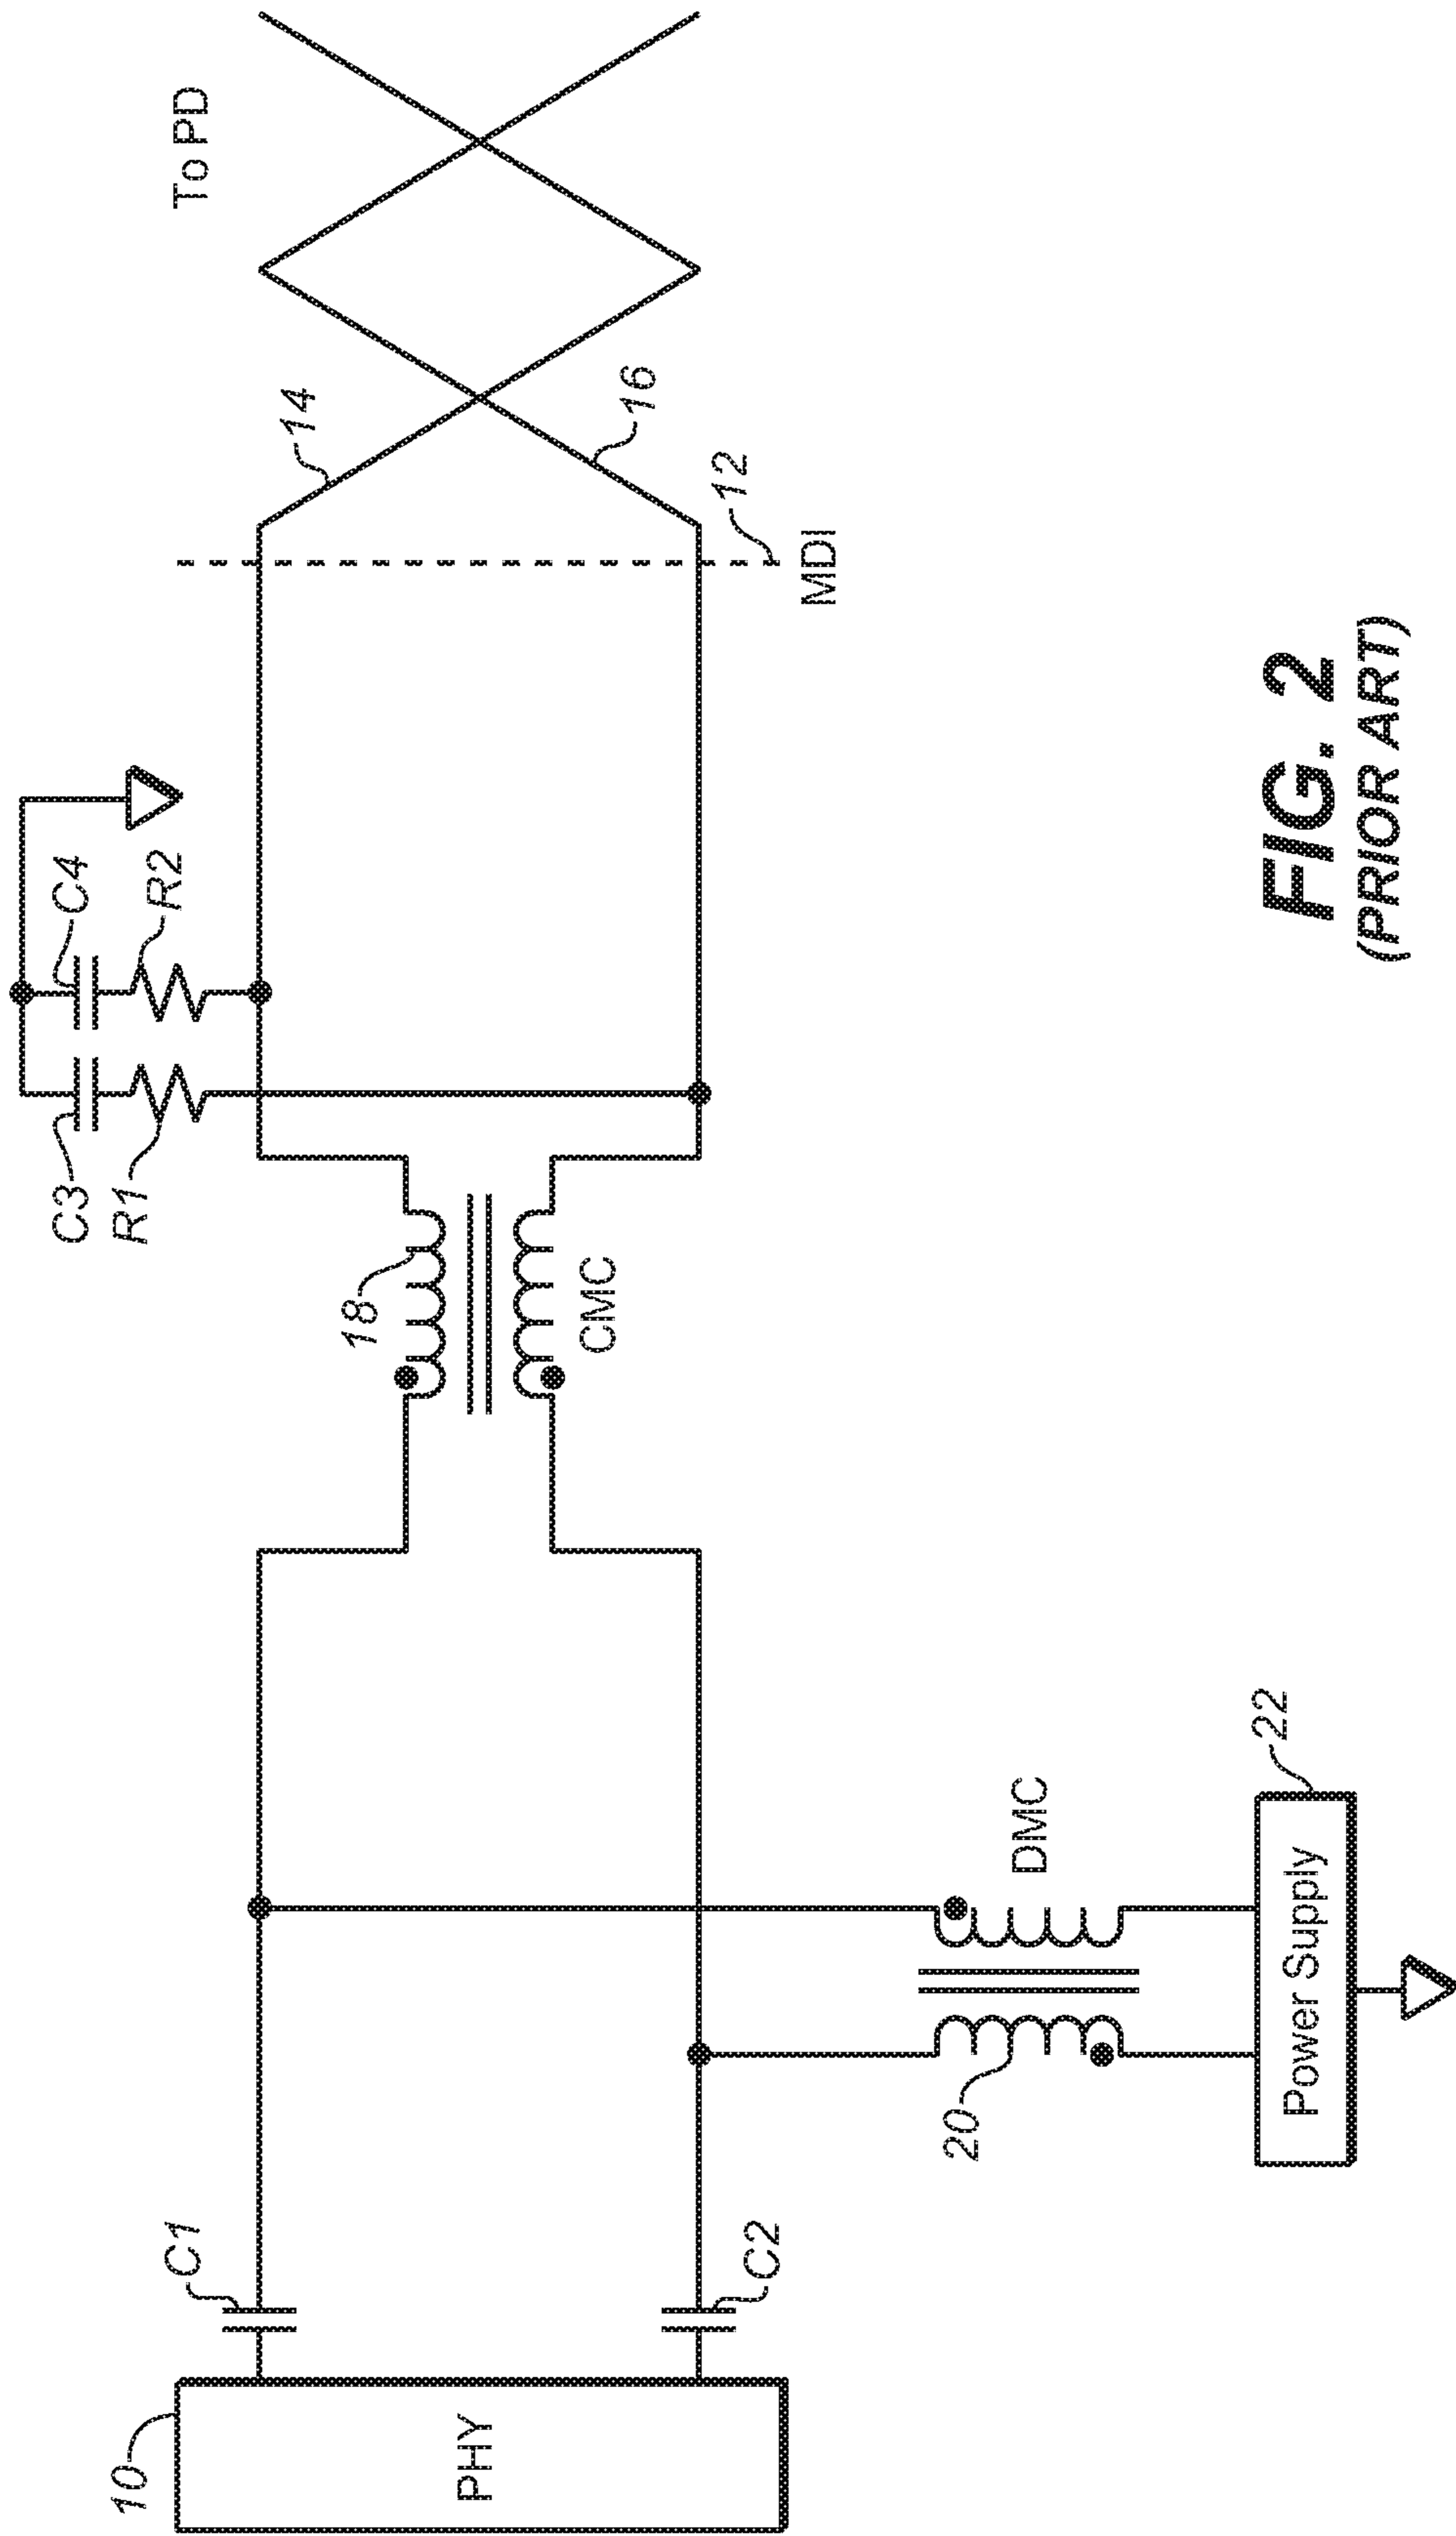 C3
C4
R1
R2
To PD
14
16
12
MDI
18
CMC
C1
C2
10
PHY
20
DMC
22
Power Supply
FIG. 2
(PRIOR ART)